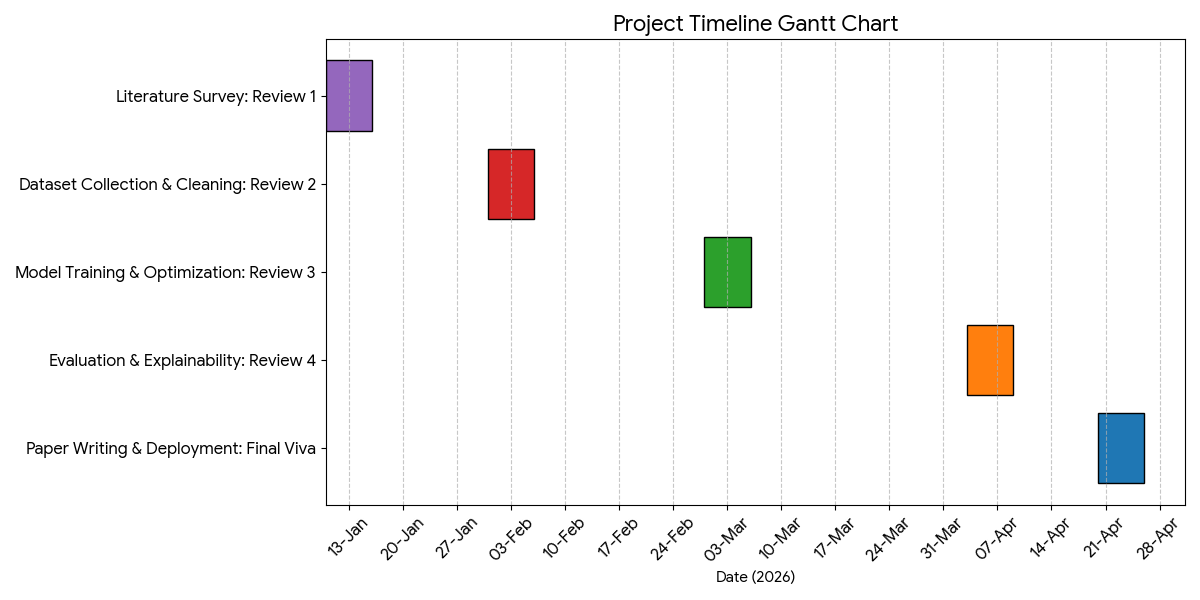 Project Timeline Gantt Chart
Literature Survey: Review 1
Dataset Collection & Cleaning: Review 2
Model Training & Optimization: Review 3
Evaluation & Explainability: Review 4
Paper Writing & Deployment: Final Viva
13-Jan
20-Jan
27-Jan
03-Feb
10-Feb
17-Feb
24-Feb
03-Mar
10-Mar
17-Mar
24-Mar
31-Mar
07-Apr
14-Apr
21-Apr
28-Apr
Date (2026)